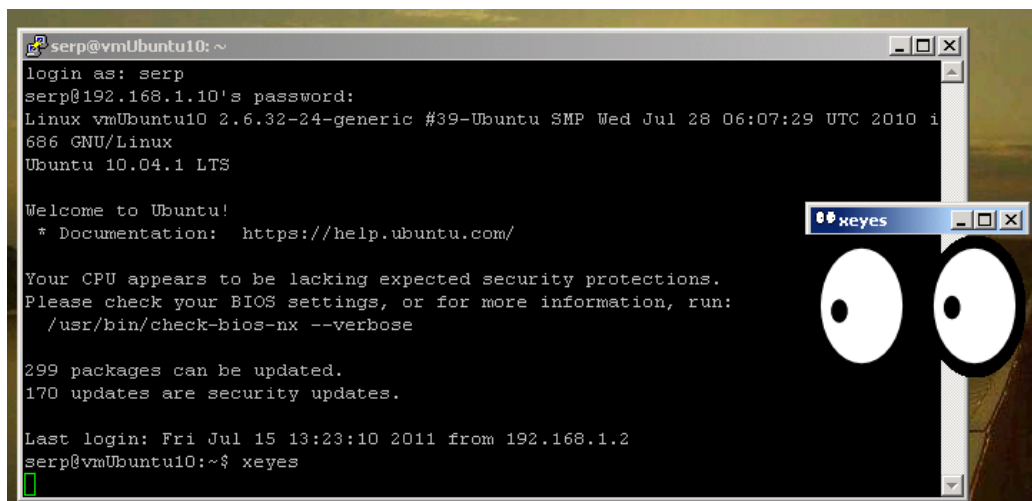 serp@vmUbuntu10: ~
login as: serp
serp@192.168.1.10's password:
Linux vmUbuntu10 2.6.32-24-generic #39-Ubuntu SMP Wed Jul 28 06:07:29 UTC 2010 i
686 GNU/Linux
Ubuntu 10.04.1 LTS
Welcome to Ubuntu!
* Documentation:  https://help.ubuntu.com/
xeyes
Your CPU appears to be lacking expected security protections.
Please check your BIOS settings, or for more information, run:
/usr/bin/check-bios-nx --verbose
299 packages can be updated.
170 updates are security updates.
Last login: Fri Jul 15 13:23:10 2011 from 192.168.1.2
serp@vmUbuntu10:~$ xeyes